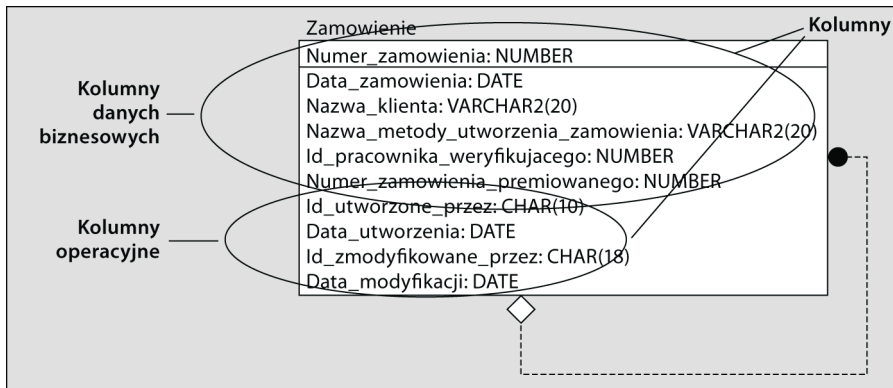 Zamowienie
Kolumny
Numer_zamowienia: NUMBER
Data_zamowienia: DATE
Nazwa_klienta: VARCHAR2(20)
Nazwa_metody_utworzenia_zamowienia: VARCHAR2(20)
Id_pracownika_weryfikujacego: NUMBER
Numer_zamowienia_premiowanego: NUMBER
Id_utworzone_przez: CHAR(10)
Data_utworzenia: DATE
Id_zmodyfikowane_przez: CHAR(18)
Data_modyfikacji: DATE
Kolumny
danych
biznesowych
Kolumny
operacyjne